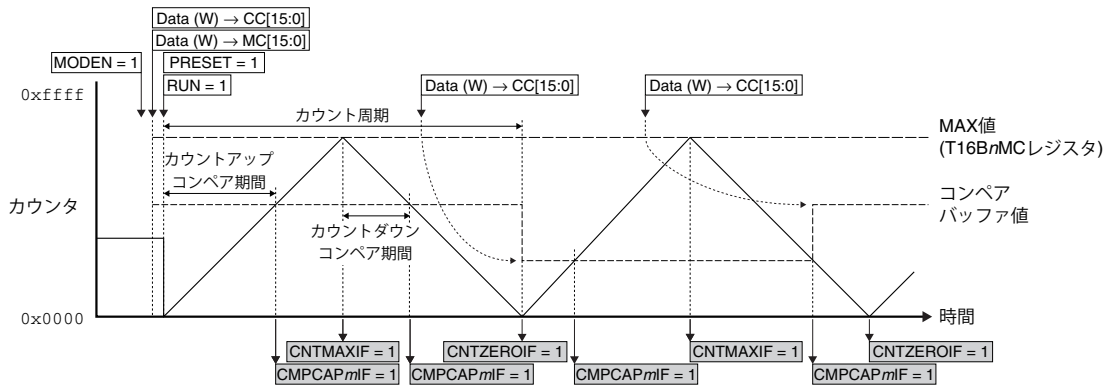 Data (W) → CC[15:0]
Data (W) → MC[15:0]
MODEN = 1
PRESET = 1
RUN = 1
Data (W) → CC[15:0]
Data (W) → CC[15:0]
0xffff
カウント周期
MAX値
(T16BnMCレジスタ)
カウントアップ
コンペア期間
カウンタ
コンペア
バッファ値
カウントダウン
コンペア期間
0x0000
時間
CNTMAXIF = 1
CNTZEROIF = 1
CNTMAXIF = 1
CNTZEROIF = 1
CMPCAPmIF = 1
CMPCAPmIF = 1
CMPCAPmIF = 1
CMPCAPmIF = 1